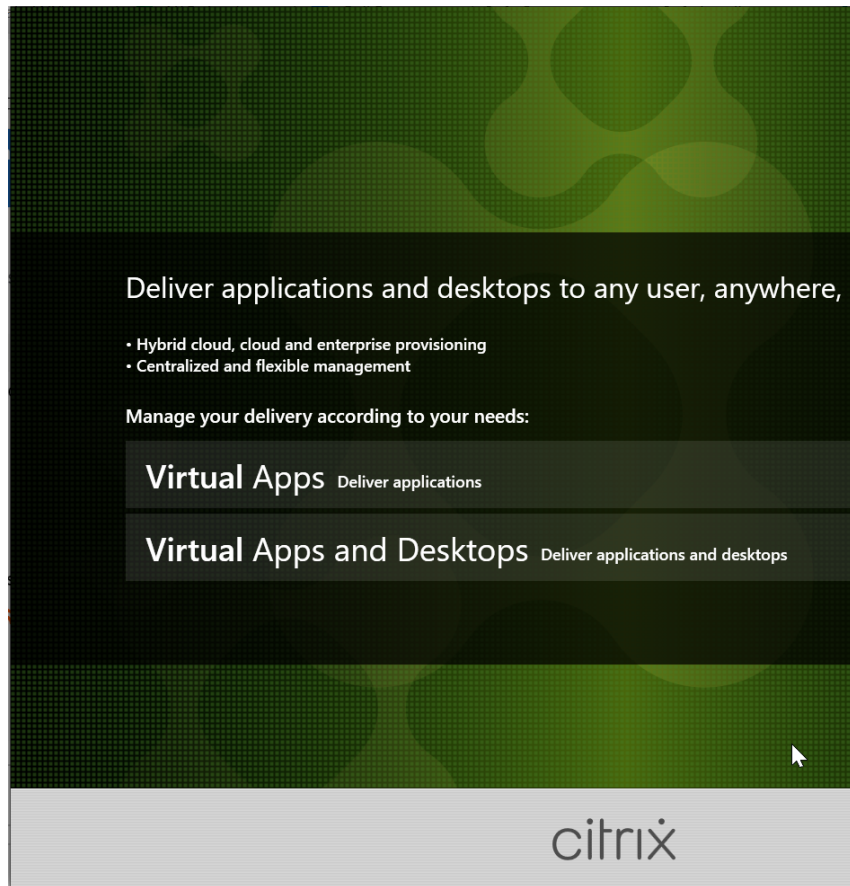 Deliver applications and desktops to any user, anywhere,
• Hybrid cloud, cloud and enterprise provisioning
• Centralized and flexible management
Manage your delivery according to your needs:
Virtual Apps Deliver applications
Virtual Apps and Desktops Deliver applications and desktops
citrix